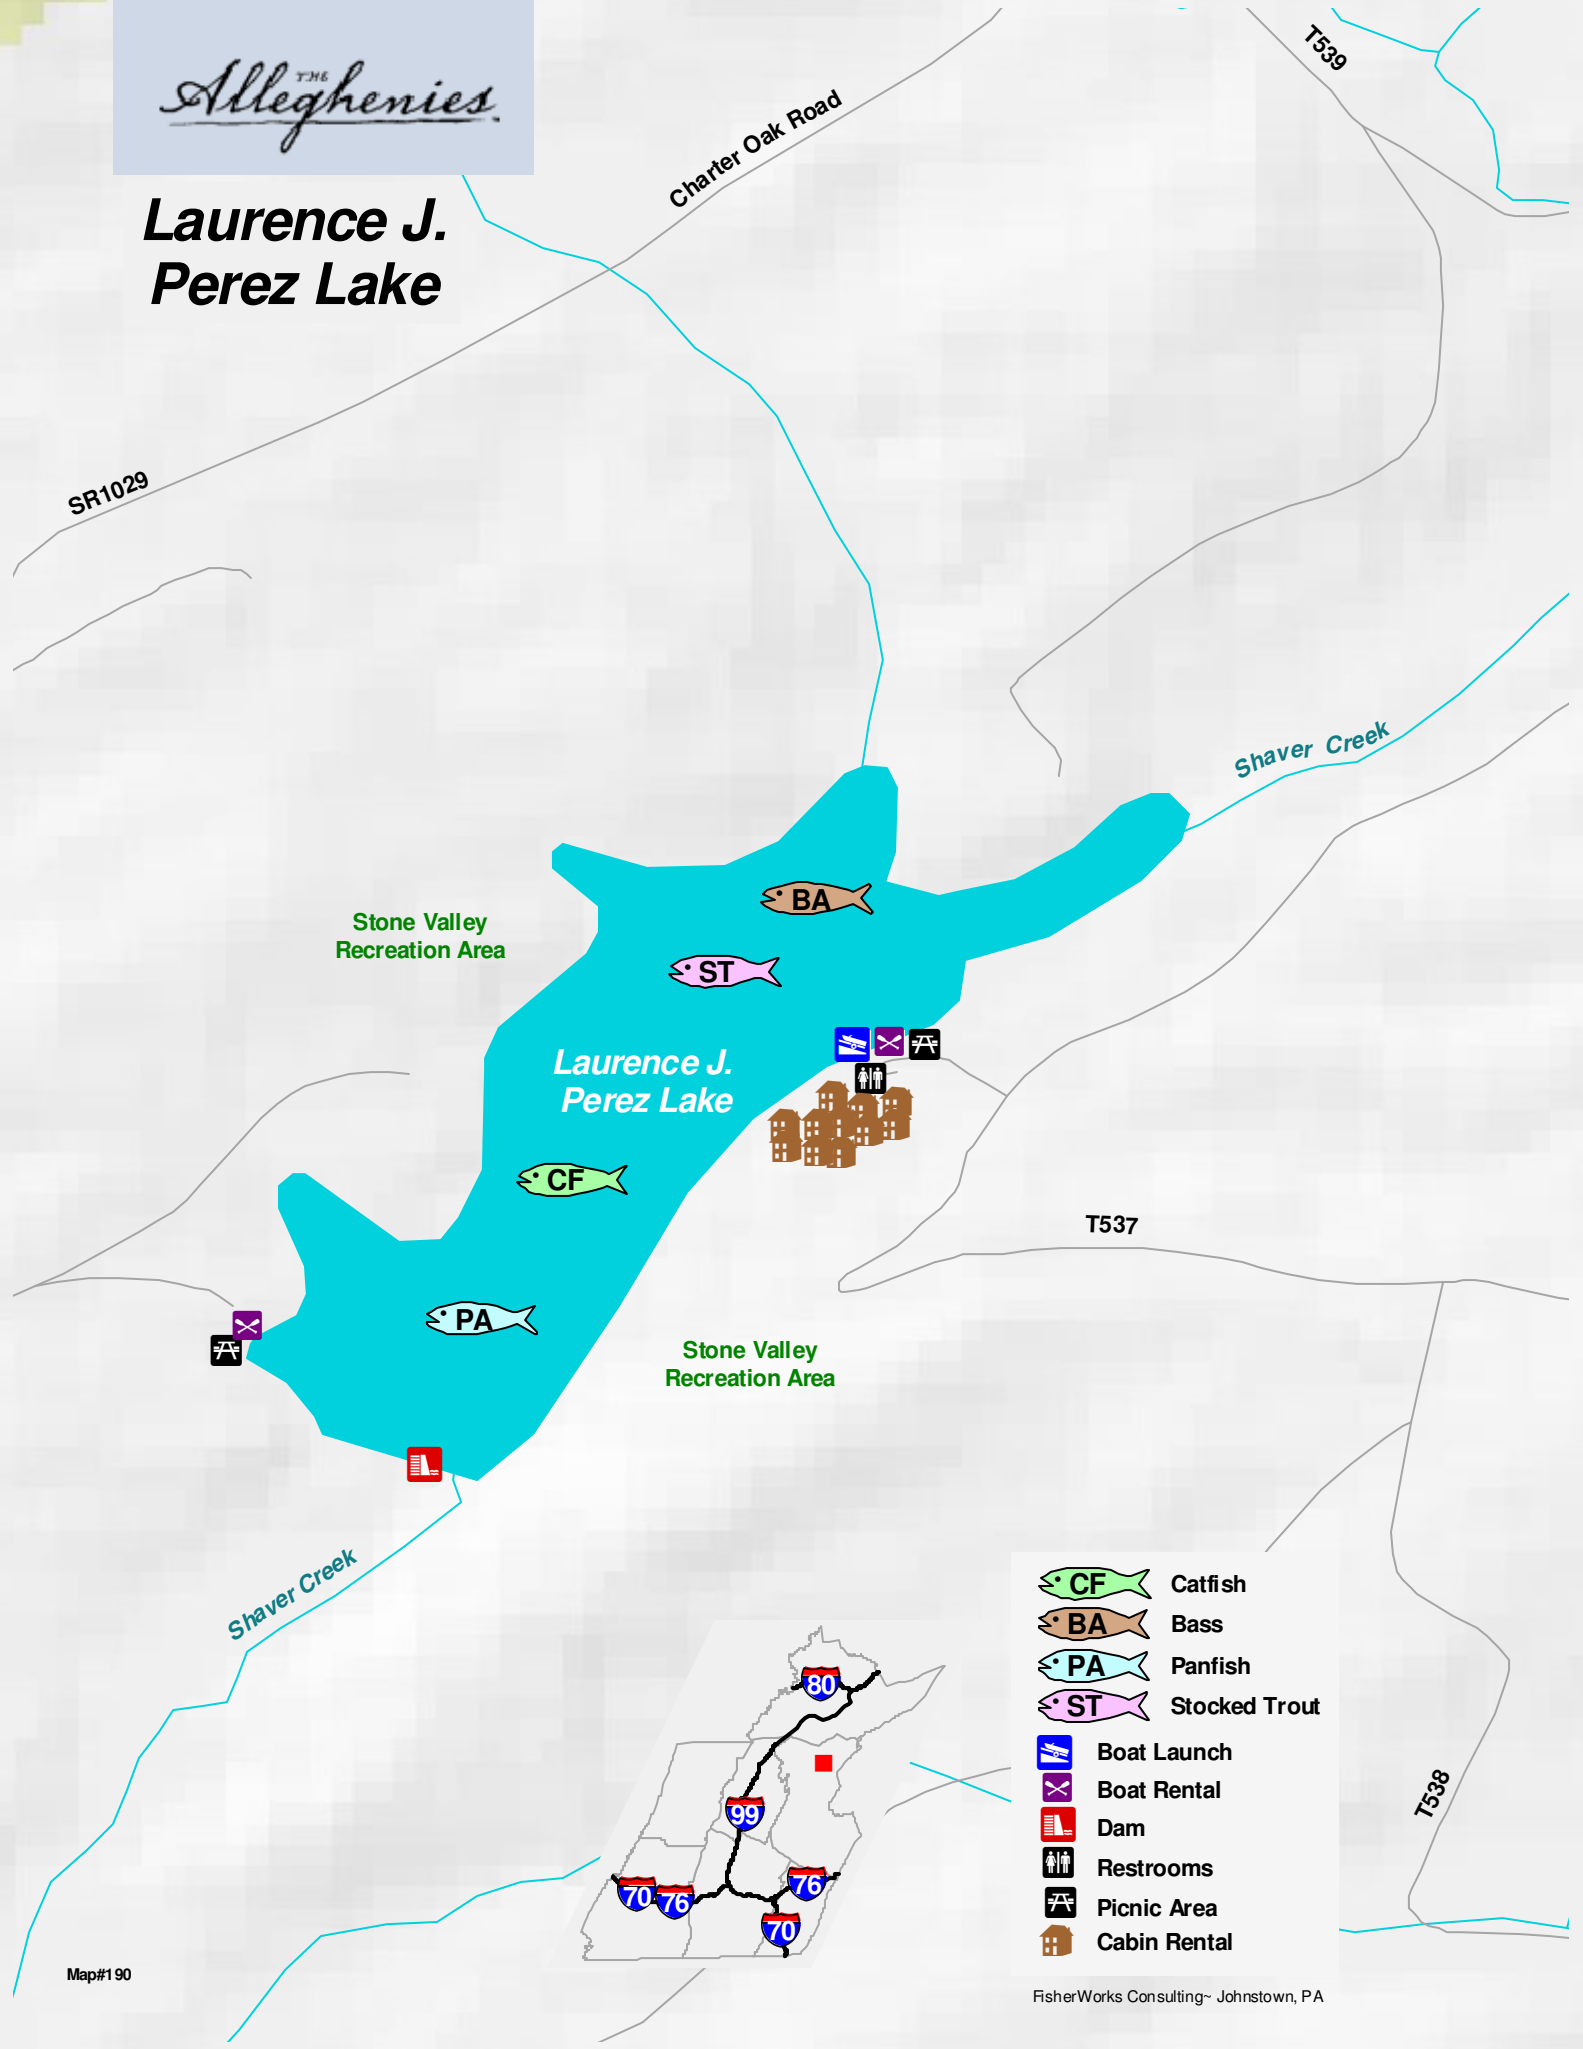 THE
Alleghenies
Laurence J.
Perez Lake
Charter Oak Road
T539
SR1029
Shaver Creek
BA
Stone Valley
Recreation Area
ST
Laurence J.
Perez Lake
CF
T537
PA
Stone Valley
Recreation Area
Shaver Creek
CF Catfish
BA Bass
PA Panfish
ST Stocked Trout
Boat Launch
Boat Rental
Dam
Restrooms
Picnic Area
Cabin Rental
80
99
70
76
76
70
T538
Map#190
FisherWorks Consulting~ Johnstown, PA